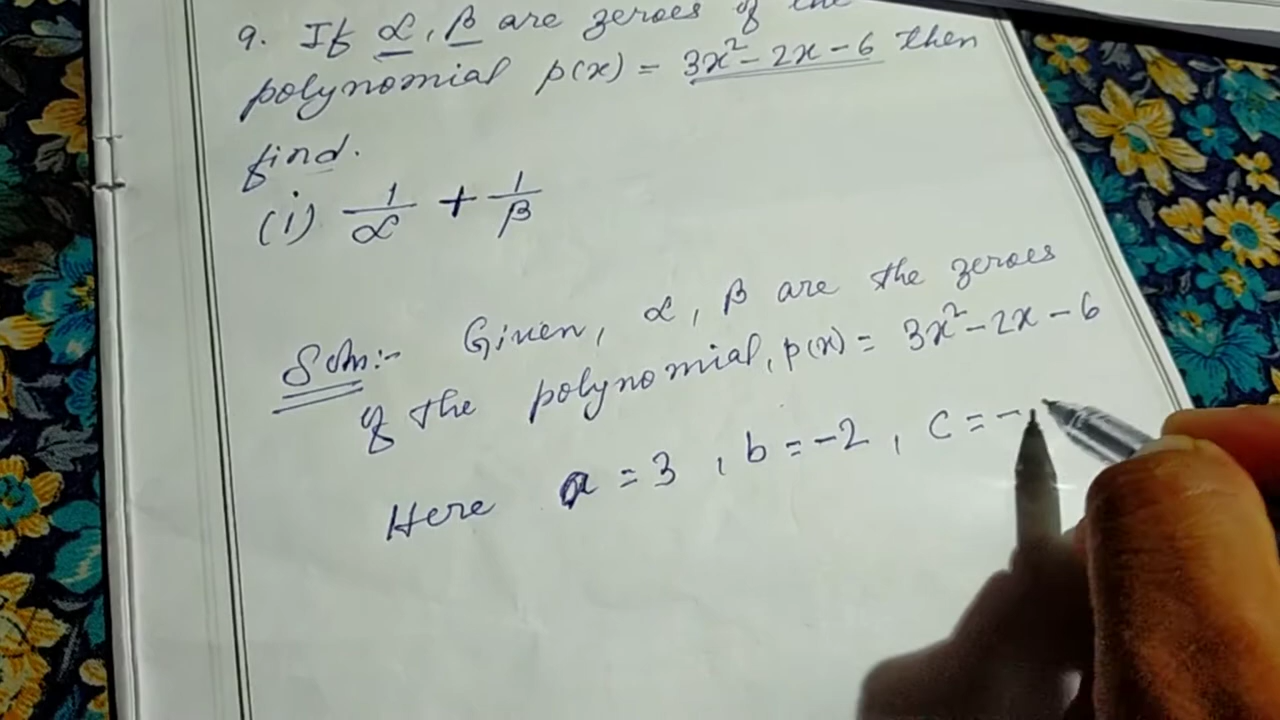 9. If α, β are zeroes of the
polynomial p(x) = 3x² - 2x - 6 then
find.
(i) 1/α + 1/β
Soln:- Given, α, β are the zeroes
of the polynomial, p(x) = 3x² - 2x - 6
Here a = 3, b = -2, c = -